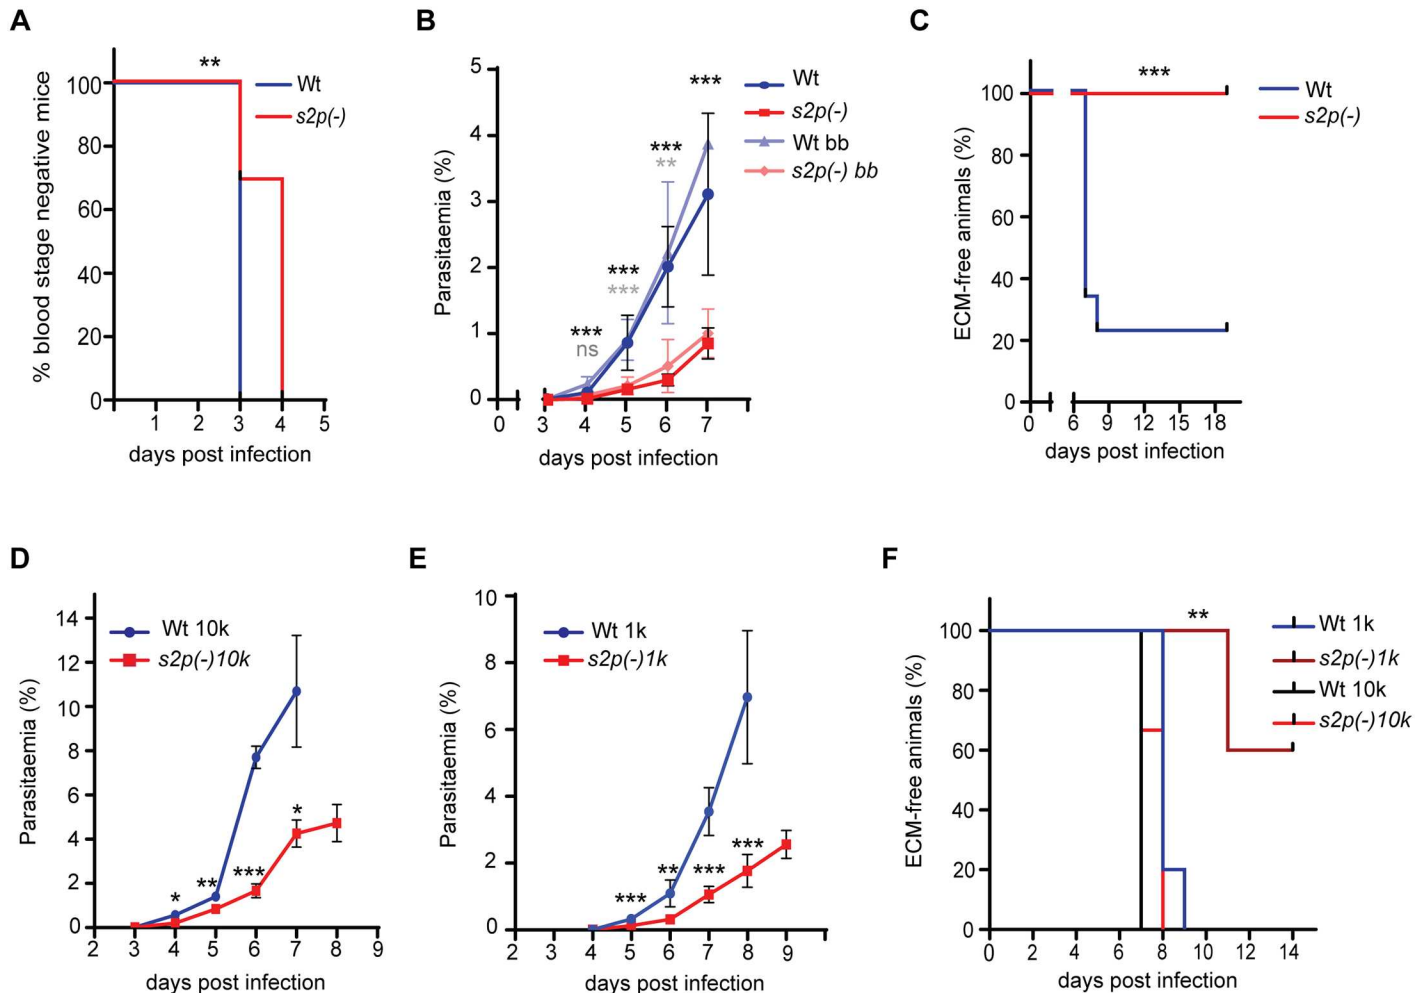 A
% blood stage negative mice
100
80
60
40
20
0
**
Wt
s2p(-)
1 2 3 4 5
days post infection
B
Parasitaemia (%)
5
4
3
2
1
0
***
ns
***
***
***
**
***
Wt
s2p(-)
Wt bb
s2p(-) bb
0 3 4 5 6 7
days post infection
C
ECM-free animals (%)
100
80
60
40
20
0
***
Wt
s2p(-)
0 6 9 12 15 18
days post infection
D
Parasitaemia (%)
14
12
10
8
6
4
2
0
Wt 10k
s2p(-)10k
* ** *** *
2 3 4 5 6 7 8 9
days post infection
E
Parasitaemia (%)
10
8
6
4
2
0
Wt 1k
s2p(-)1k
*** ** *** ***
2 3 4 5 6 7 8 9
days post infection
F
ECM-free animals (%)
100
80
60
40
20
0
**
Wt 1k
s2p(-)1k
Wt 10k
s2p(-)10k
0 2 4 6 8 10 12 14
days post infection